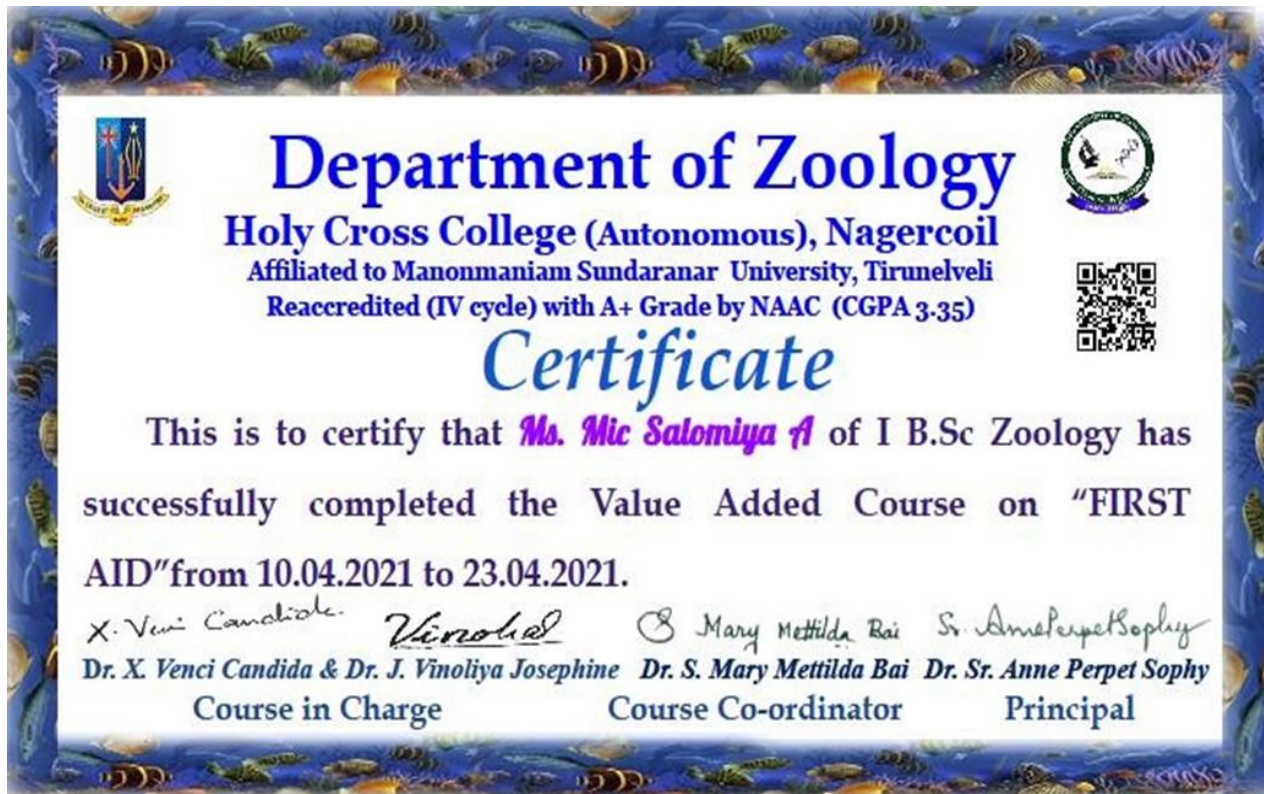 Department of Zoology
Holy Cross College (Autonomous), Nagercoil
Affiliated to Manonmaniam Sundaranar University, Tirunelveli
Reaccredited (IV cycle) with A+ Grade by NAAC (CGPA 3.35)
Certificate
This is to certify that Ms. Mic Salomiya A of I B.Sc Zoology has
successfully completed the Value Added Course on “FIRST
AID”from 10.04.2021 to 23.04.2021.
X. Venci Candida Vinoliya S Mary Mettilda Bai Sr. Anne Perpet Sophy
Dr. X. Venci Candida & Dr. J. Vinoliya Josephine Dr. S. Mary Mettilda Bai Dr. Sr. Anne Perpet Sophy
Course in Charge Course Co-ordinator Principal